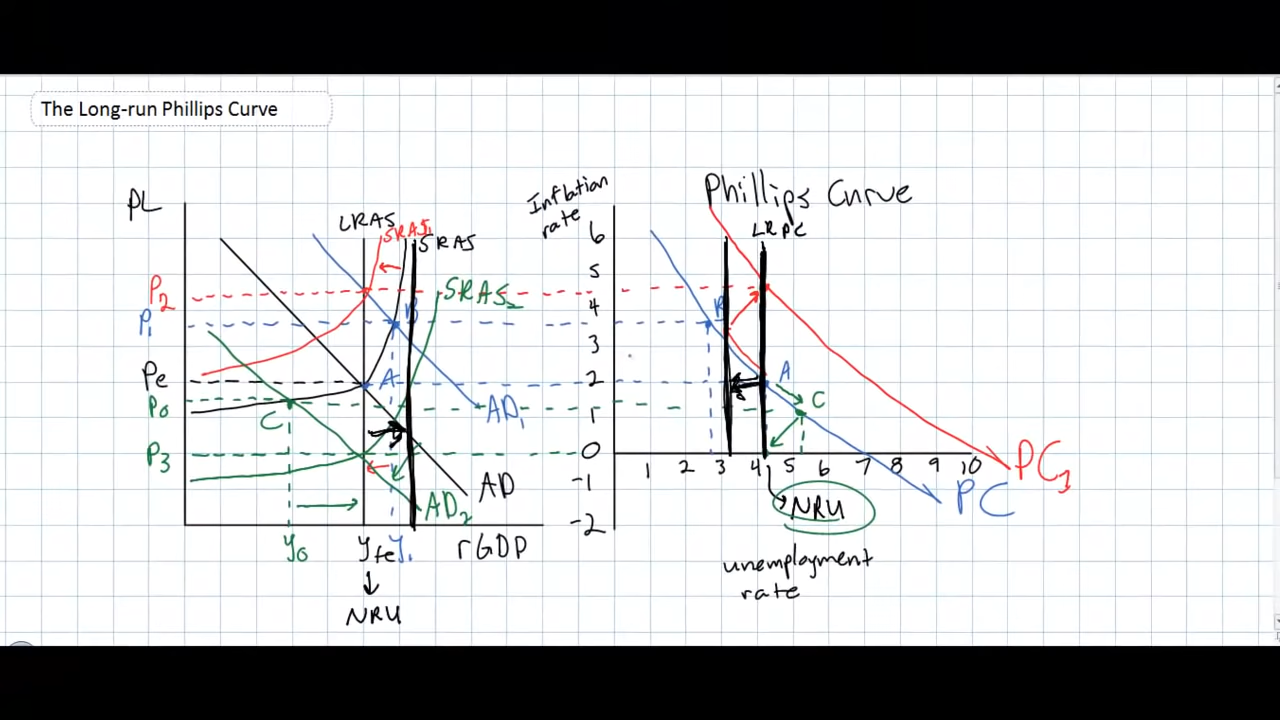 The Long-run Phillips Curve
PL
LRAS
SRAS₁
SRAS
SRAS₂
P₂
P₁
Pe
P₀
P₃
A
B
C
AD₁
AD
AD₂
y₀
yfe
y₁
rGDP
NRU
Phillips Curve
Inflation
rate
LRPC
6
5
4
3
2
1
0
-1
-2
B
A
C
1 2 3 4 5 6 7 8 9 10
PC₁
PC
NRU
unemployment
rate